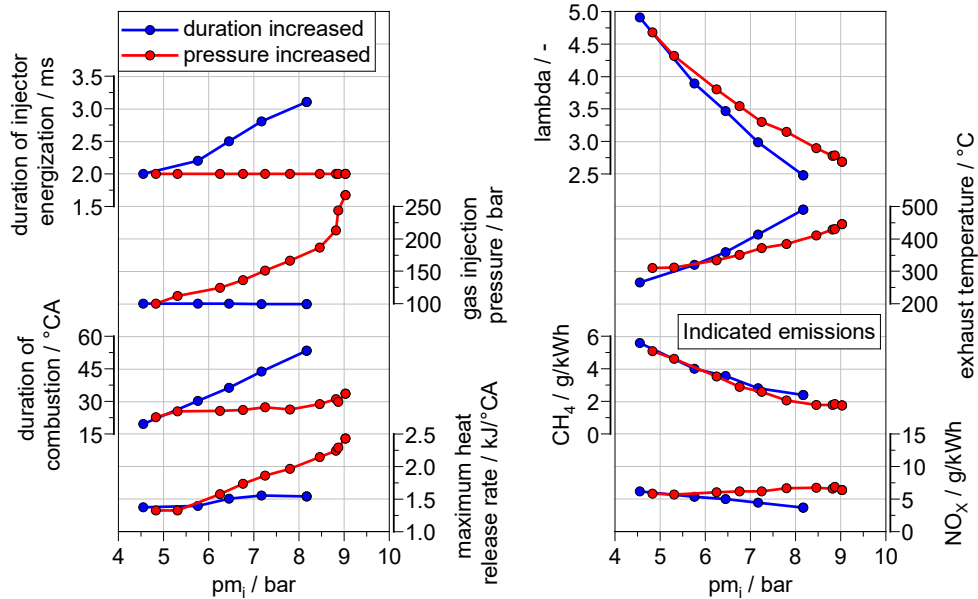 duration increased
pressure increased
duration of injector
energization / ms
3.5
3.0
2.5
2.0
1.5
gas injection
pressure / bar
250
200
150
100
duration of
combustion / °CA
60
45
30
15
maximum heat
release rate / kJ/°CA
2.5
2.0
1.5
1.0
4 5 6 7 8 9 10
pmi / bar
lambda / -
5.0
4.5
4.0
3.5
3.0
2.5
exhaust temperature / °C
500
400
300
200
Indicated emissions
CH4 / g/kWh
6
4
2
0
NOX / g/kWh
15
10
5
0
4 5 6 7 8 9 10
pmi / bar